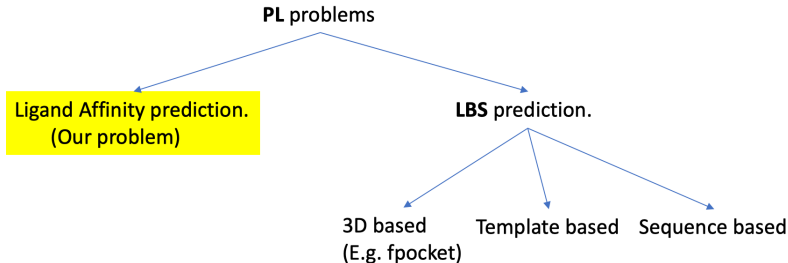 PL problems
Ligand Affinity prediction.
(Our problem)
LBS prediction.
3D based
(E.g. fpocket)
Template based
Sequence based